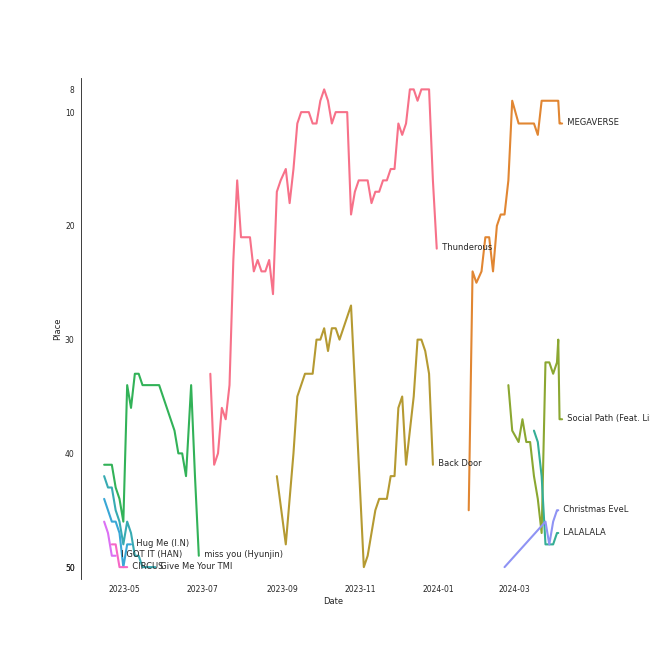 8
10
MEGAVERSE
20
Thunderous
Place
30
Social Path (Feat. Li
40
Back Door
Christmas EveL
LALALALA
Hug Me (I.N)
I GOT IT (HAN)
miss you (Hyunjin)
50
CIRCUS
Give Me Your TMI
2023-05
2023-07
2023-09
2023-11
2024-01
2024-03
Date